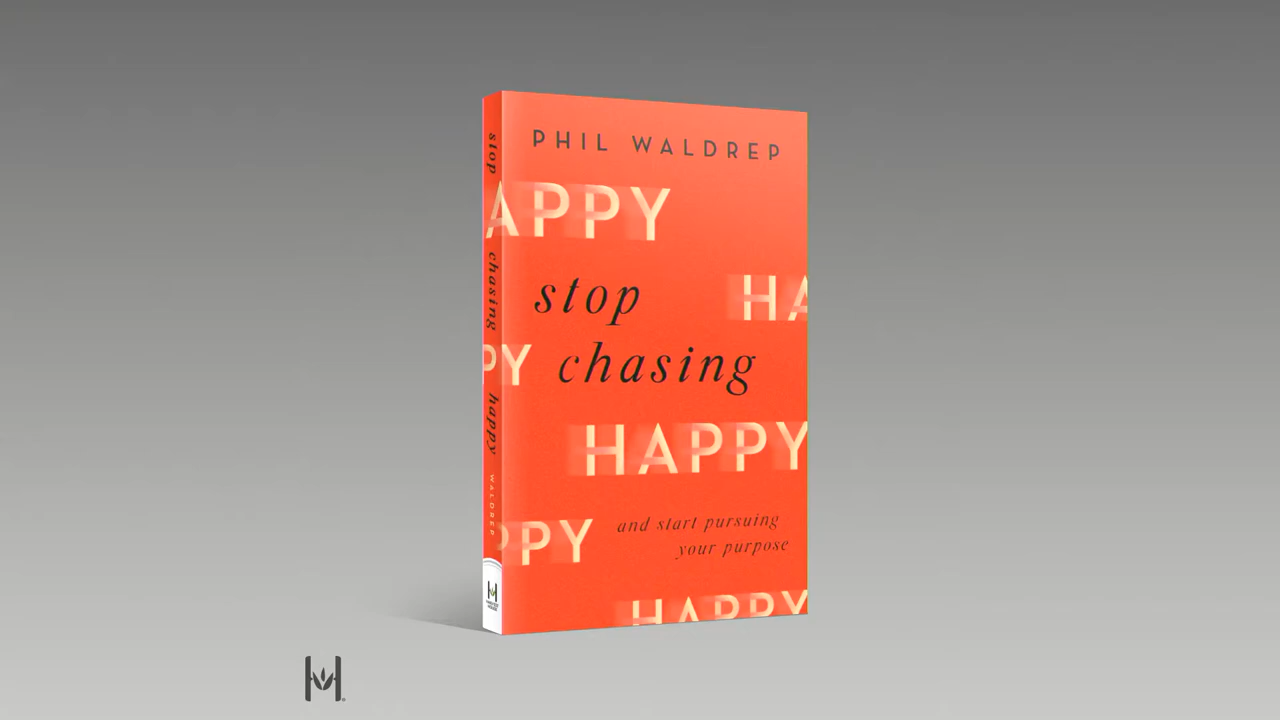 PHIL WALDREP
APPY
stop
HA
chasing
PY
HAPPY
and start pursuing
your purpose
PPY
HAPPY
stop chasing happy WALDREP
H